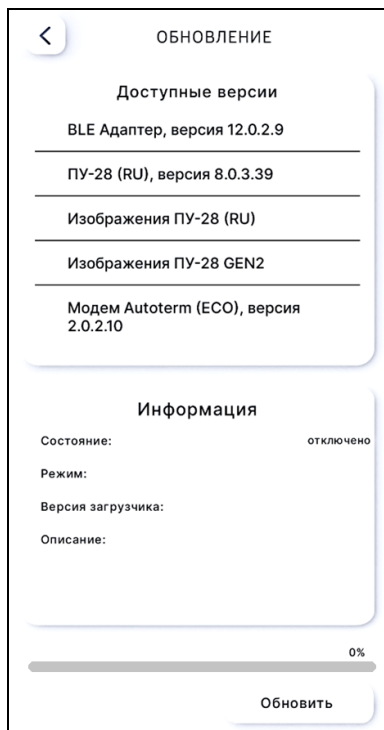 ОБНОВЛЕНИЕ
Доступные версии
BLE Адаптер, версия 12.0.2.9
ПУ-28 (RU), версия 8.0.3.39
Изображения ПУ-28 (RU)
Изображения ПУ-28 GEN2
Модем Autoterm (ECO), версия
2.0.2.10
Информация
Состояние: отключено
Режим:
Версия загрузчика:
Описание:
0%
Обновить